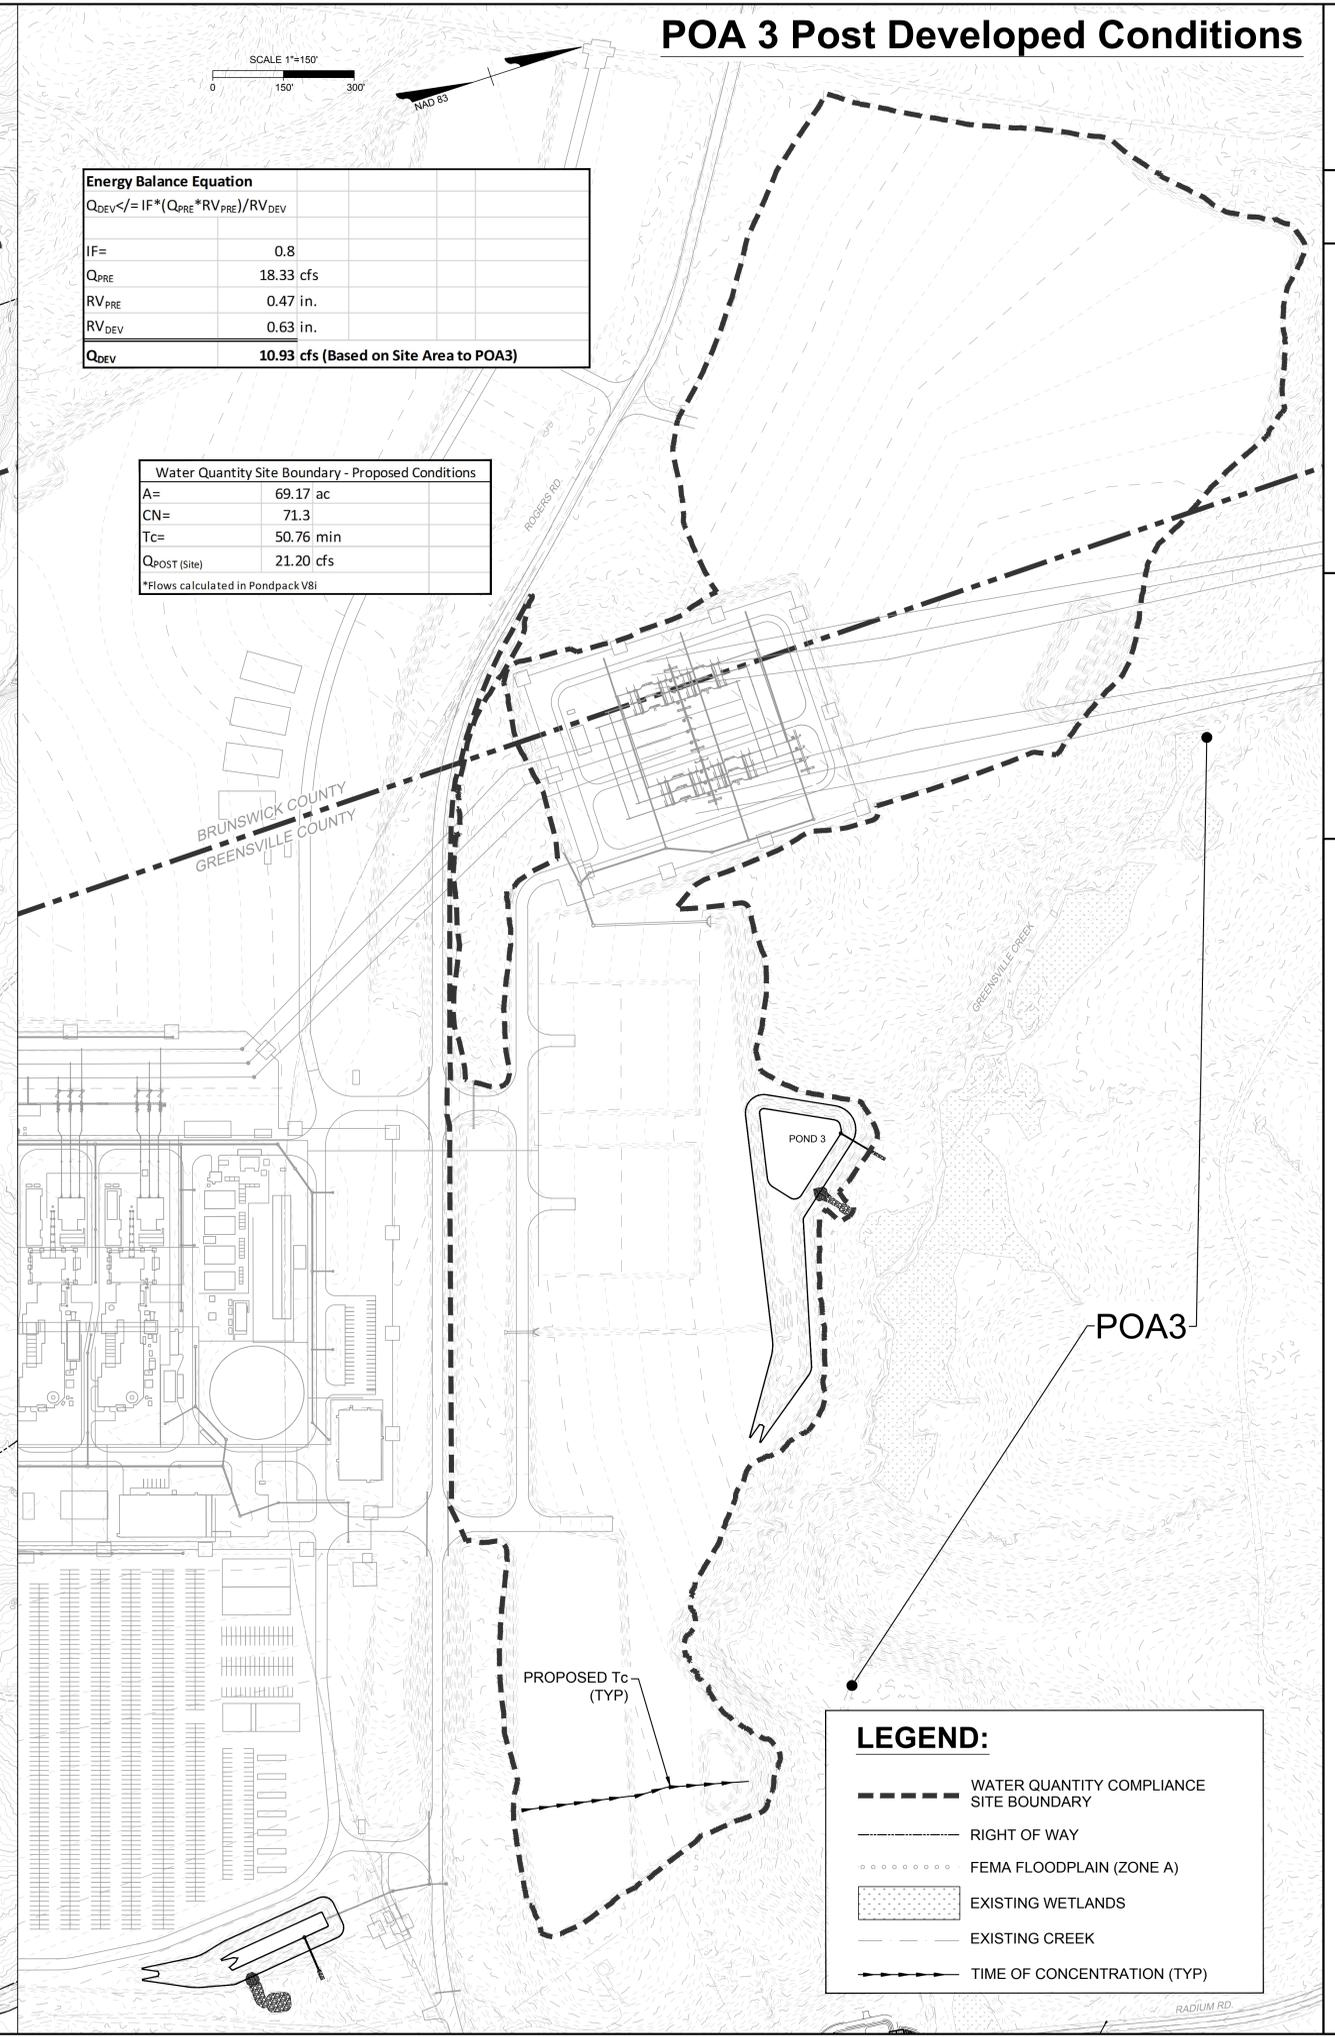 POA 3 Post Developed Conditions
SCALE 1"=150'
0 150' 300'
NAD 83
Energy Balance Equation
QDEV</= IF*(QPRE*RVPRE)/RVDEV
IF= 0.8
QPRE 18.33 cfs
RVPRE 0.47 in.
RVDEV 0.63 in.
QDEV 10.93 cfs (Based on Site Area to POA3)
Water Quantity Site Boundary - Proposed Conditions
A= 69.17 ac
CN= 71.3
Tc= 50.76 min
QPOST (Site) 21.20 cfs
*Flows calculated in Pondpack V8i
ROGERS RD.
BRUNSWICK COUNTY
GREENSVILLE COUNTY
GREENSVILLE CREEK
POND 3
POA3
PROPOSED Tc
(TYP)
LEGEND:
WATER QUANTITY COMPLIANCE
SITE BOUNDARY
RIGHT OF WAY
FEMA FLOODPLAIN (ZONE A)
EXISTING WETLANDS
EXISTING CREEK
TIME OF CONCENTRATION (TYP)
RADIUM RD.